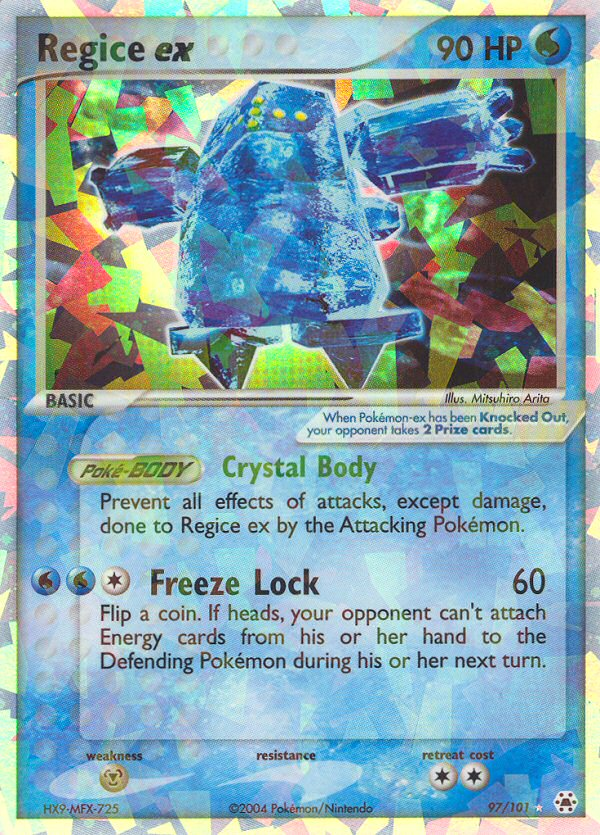 Regice ex 90 HP
BASIC
Illus. Mitsuhiro Arita
When Pokémon-ex has been Knocked Out,
your opponent takes 2 Prize cards.
Poké-BODY Crystal Body
Prevent all effects of attacks, except damage,
done to Regice ex by the Attacking Pokémon.
Freeze Lock 60
Flip a coin. If heads, your opponent can't attach
Energy cards from his or her hand to the
Defending Pokémon during his or her next turn.
weakness resistance retreat cost
HX9-MFX-725 ©2004 Pokémon/Nintendo 97/101